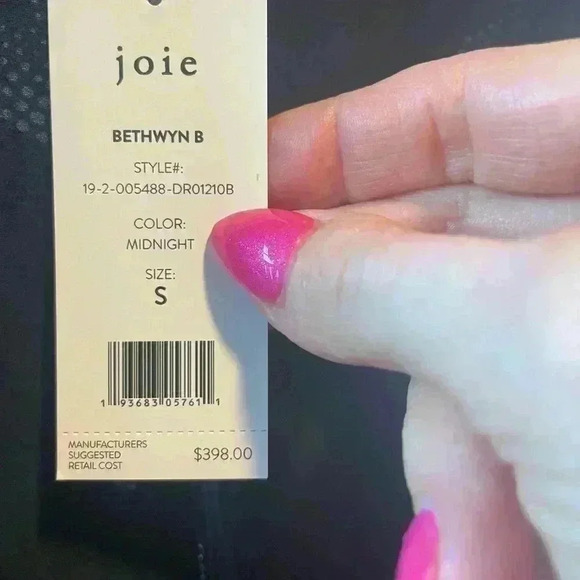 joie
BETHWYN B
STYLE#:
19-2-005488-DR01210B
COLOR:
MIDNIGHT
SIZE:
S
1 93683 05761 1
MANUFACTURERS
SUGGESTED
RETAIL COST
$398.00